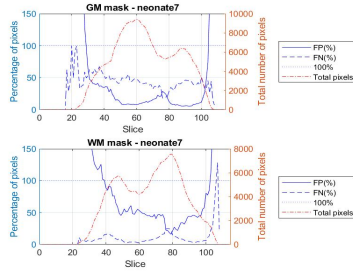 GM mask - neonate7
150
100
50
0
10000
8000
6000
4000
2000
0
0 20 40 60 80 100
Percentage of pixels
Total number of pixels
Slice
FP(%)
FN(%)
100%
Total pixels
WM mask - neonate7
150
100
50
0
8000
6000
4000
2000
0
0 20 40 60 80 100
Percentage of pixels
Total number of pixels
Slice
FP(%)
FN(%)
100%
Total pixels